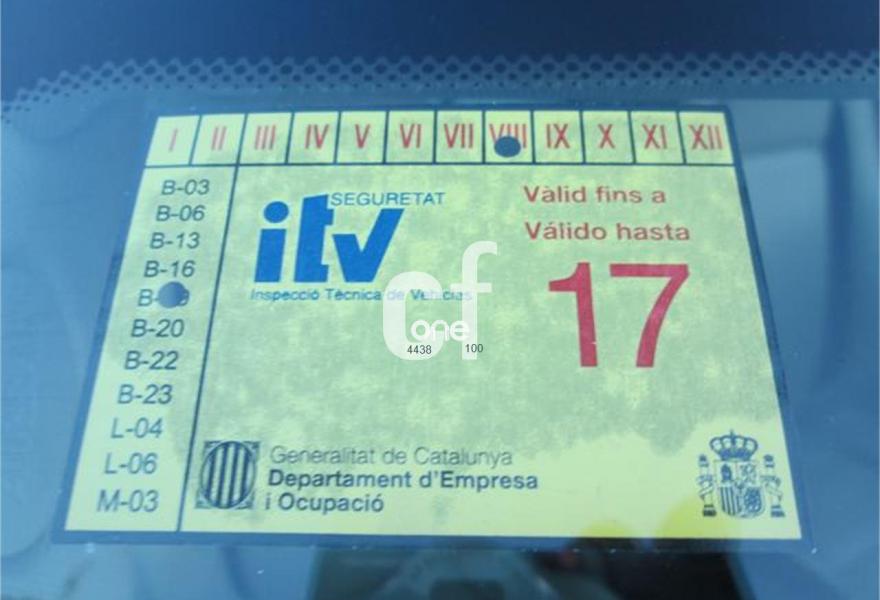 I II III IV V VI VII VIII IX X XI XII
B-03
B-06
B-13
B-16
B-20
B-22
B-23
L-04
L-06
M-03
SEGURETAT
itv
Inspecció Tècnica de Vehicles
Vàlid fins a
Válido hasta
17
cf
one
4438 100
Generalitat de Catalunya
Departament d'Empresa
i Ocupació